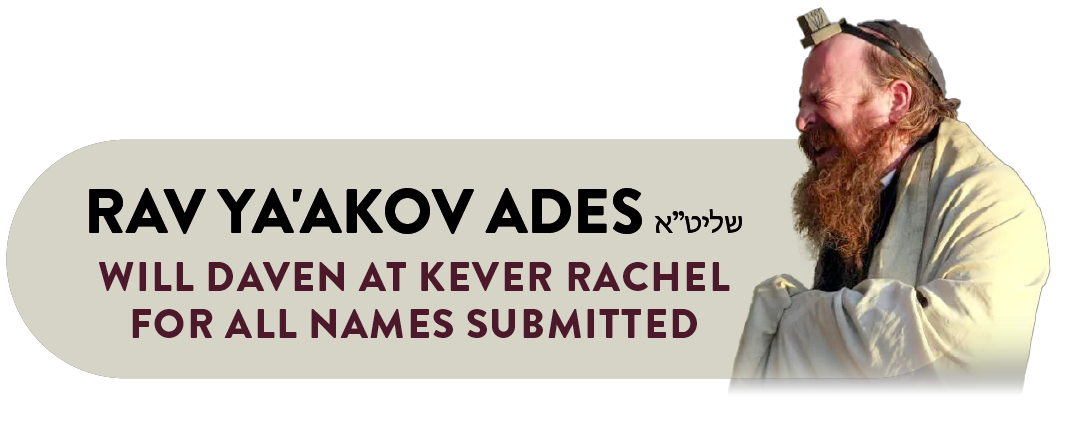 RAV YA'AKOV ADES שליט"א
WILL DAVEN AT KEVER RACHEL
FOR ALL NAMES SUBMITTED